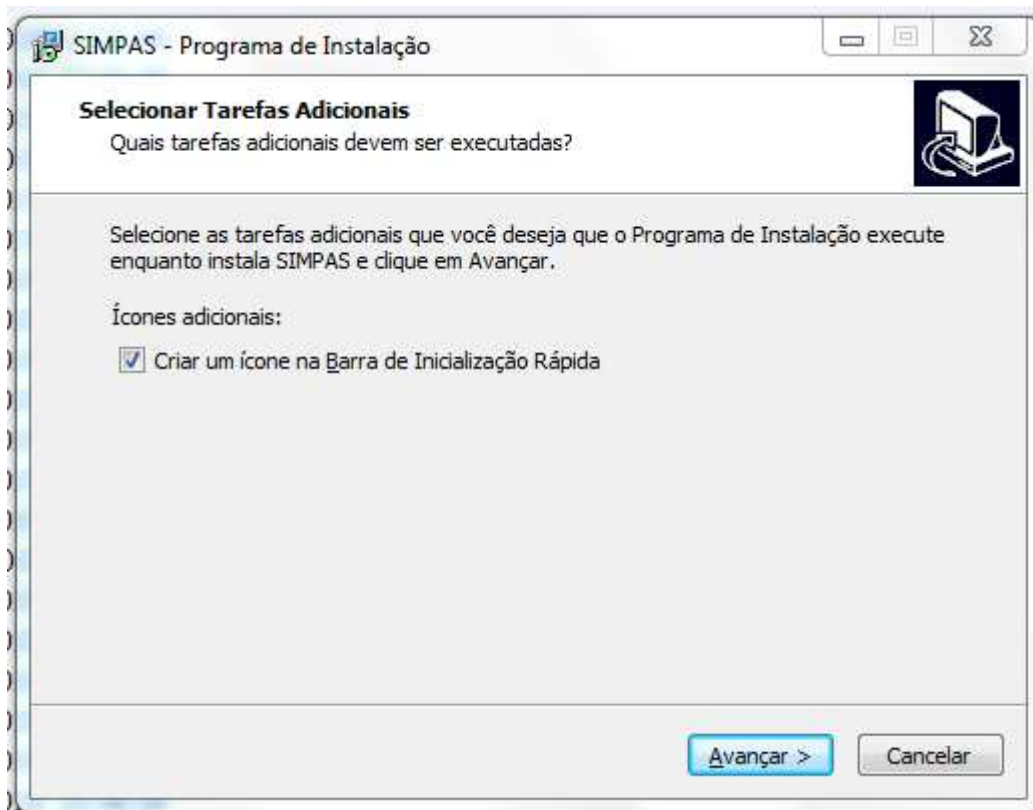 SIMPAS - Programa de Instalação
Selecionar Tarefas Adicionais
Quais tarefas adicionais devem ser executadas?
Selecione as tarefas adicionais que você deseja que o Programa de Instalação execute
enquanto instala SIMPAS e clique em Avançar.
Ícones adicionais:
Criar um ícone na Barra de Inicialização Rápida
Avançar >
Cancelar